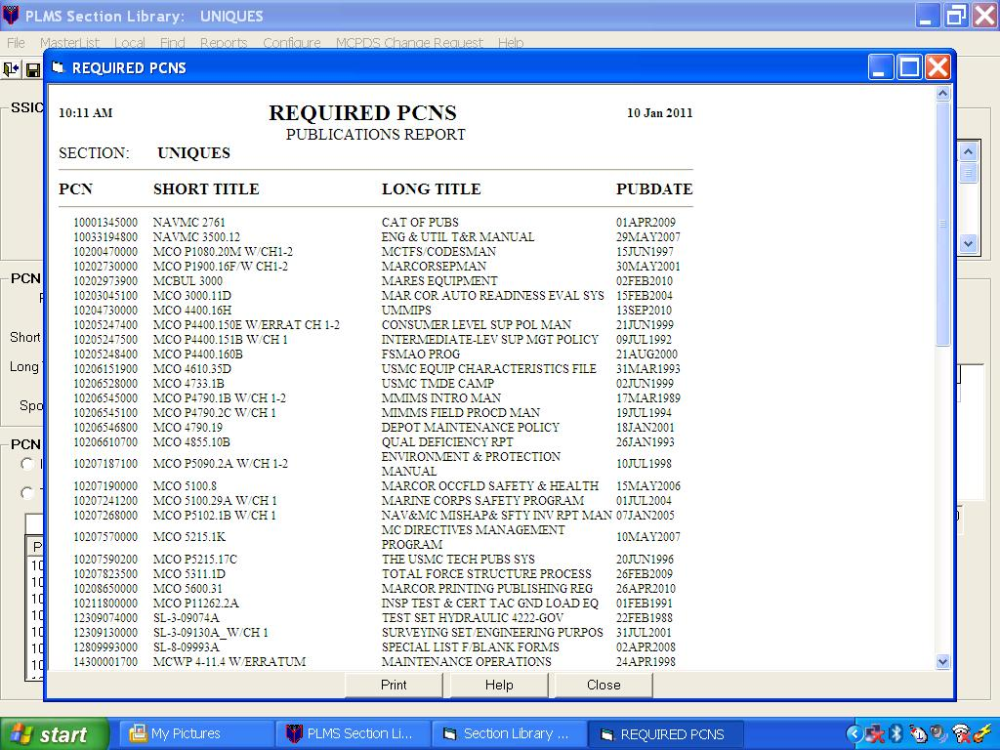 PLMS Section Library: UNIQUES
File MasterList Local Find Reports Configure MCPDS Change Request Help
REQUIRED PCNS
SSIC
10:11 AM REQUIRED PCNS 10 Jan 2011
PUBLICATIONS REPORT
SECTION: UNIQUES
PCN SHORT TITLE LONG TITLE PUBDATE
10001345000 NAVMC 2761 CAT OF PUBS 01APR2009
10033194800 NAVMC 3500.12 ENG & UTIL T&R MANUAL 29MAY2007
10200470000 MCO P1080.20M W/CH1-2 MCTFS/CODESMAN 15JUN1997
10202730000 MCO P1900.16F/W CH1-2 MARCORSEPMAN 30MAY2001
10202973900 MCBUL 3000 MARES EQUIPMENT 02FEB2010
10203045100 MCO 3000.11D MAR COR AUTO READINESS EVAL SYS 15FEB2004
10204730000 MCO 4400.16H UMMIPS 13SEP2010
10205247400 MCO P4400.150E W/ERRAT CH 1-2 CONSUMER LEVEL SUP POL MAN 21JUN1999
10205247500 MCO P4400.151B W/CH 1 INTERMEDIATE-LEV SUP MGT POLICY 09JUL1992
10205248400 MCO P4400.160B FSMAO PROG 21AUG2000
10206151900 MCO 4610.35D USMC EQUIP CHARACTERISTICS FILE 31MAR1993
10206528000 MCO 4733.1B USMC TMDE CAMP 02JUN1999
10206545000 MCO P4790.1B W/CH 1-2 MMIMS INTRO MAN 17MAR1989
10206545100 MCO P4790.2C W/CH 1 MIMMS FIELD PROCD MAN 19JUL1994
10206546800 MCO 4790.19 DEPOT MAINTENANCE POLICY 18JAN2001
10206610700 MCO 4855.10B QUAL DEFICIENCY RPT 26JAN1993
10207187100 MCO P5090.2A W/CH 1-2 ENVIRONMENT & PROTECTION MANUAL 10JUL1998
10207190000 MCO 5100.8 MARCOR OCCFLD SAFETY & HEALTH 15MAY2006
10207241200 MCO 5100.29A W/CH 1 MARINE CORPS SAFETY PROGRAM 01JUL2004
10207268000 MCO P5102.1B W/CH 1 NAV&MC MISHAP& SFTY INV RPT MAN 07JAN2005
10207570000 MCO 5215.1K MC DIRECTIVES MANAGEMENT PROGRAM 10MAY2007
10207590200 MCO P5215.17C THE USMC TECH PUBS SYS 20JUN1996
10207823500 MCO 5311.1D TOTAL FORCE STRUCTURE PROCESS 26FEB2009
10208650000 MCO 5600.31 MARCOR PRINTING PUBLISHING REG 26APR2010
10211800000 MCO P11262.2A INSP TEST & CERT TAC GND LOAD EQ 01FEB1991
12309074000 SL-3-09074A TEST SET HYDRAULIC 4222-GOV 22FEB1988
12309130000 SL-3-09130A_W/CH 1 SURVEYING SET/ENGINEERING PURPOS 31JUL2001
12809993000 SL-8-09993A SPECIAL LIST F/BLANK FORMS 02APR2008
14300001700 MCWP 4-11.4 W/ERRATUM MAINTENANCE OPERATIONS 24APR1998
PCN
Short
Long
Spo
PCN
Print Help Close
start My Pictures PLMS Section Li... Section Library ... REQUIRED PCNS